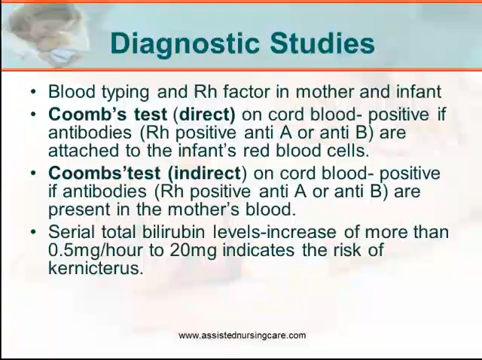 Diagnostic Studies
• Blood typing and Rh factor in mother and infant
• Coomb's test (direct) on cord blood- positive if
antibodies (Rh positive anti A or anti B) are
attached to the infant's red blood cells.
• Coombs'test (indirect) on cord blood- positive
if antibodies (Rh positive anti A or anti B) are
present in the mother's blood.
• Serial total bilirubin levels-increase of more than
0.5mg/hour to 20mg indicates the risk of
kernicterus.
www.assistednursingcare.com